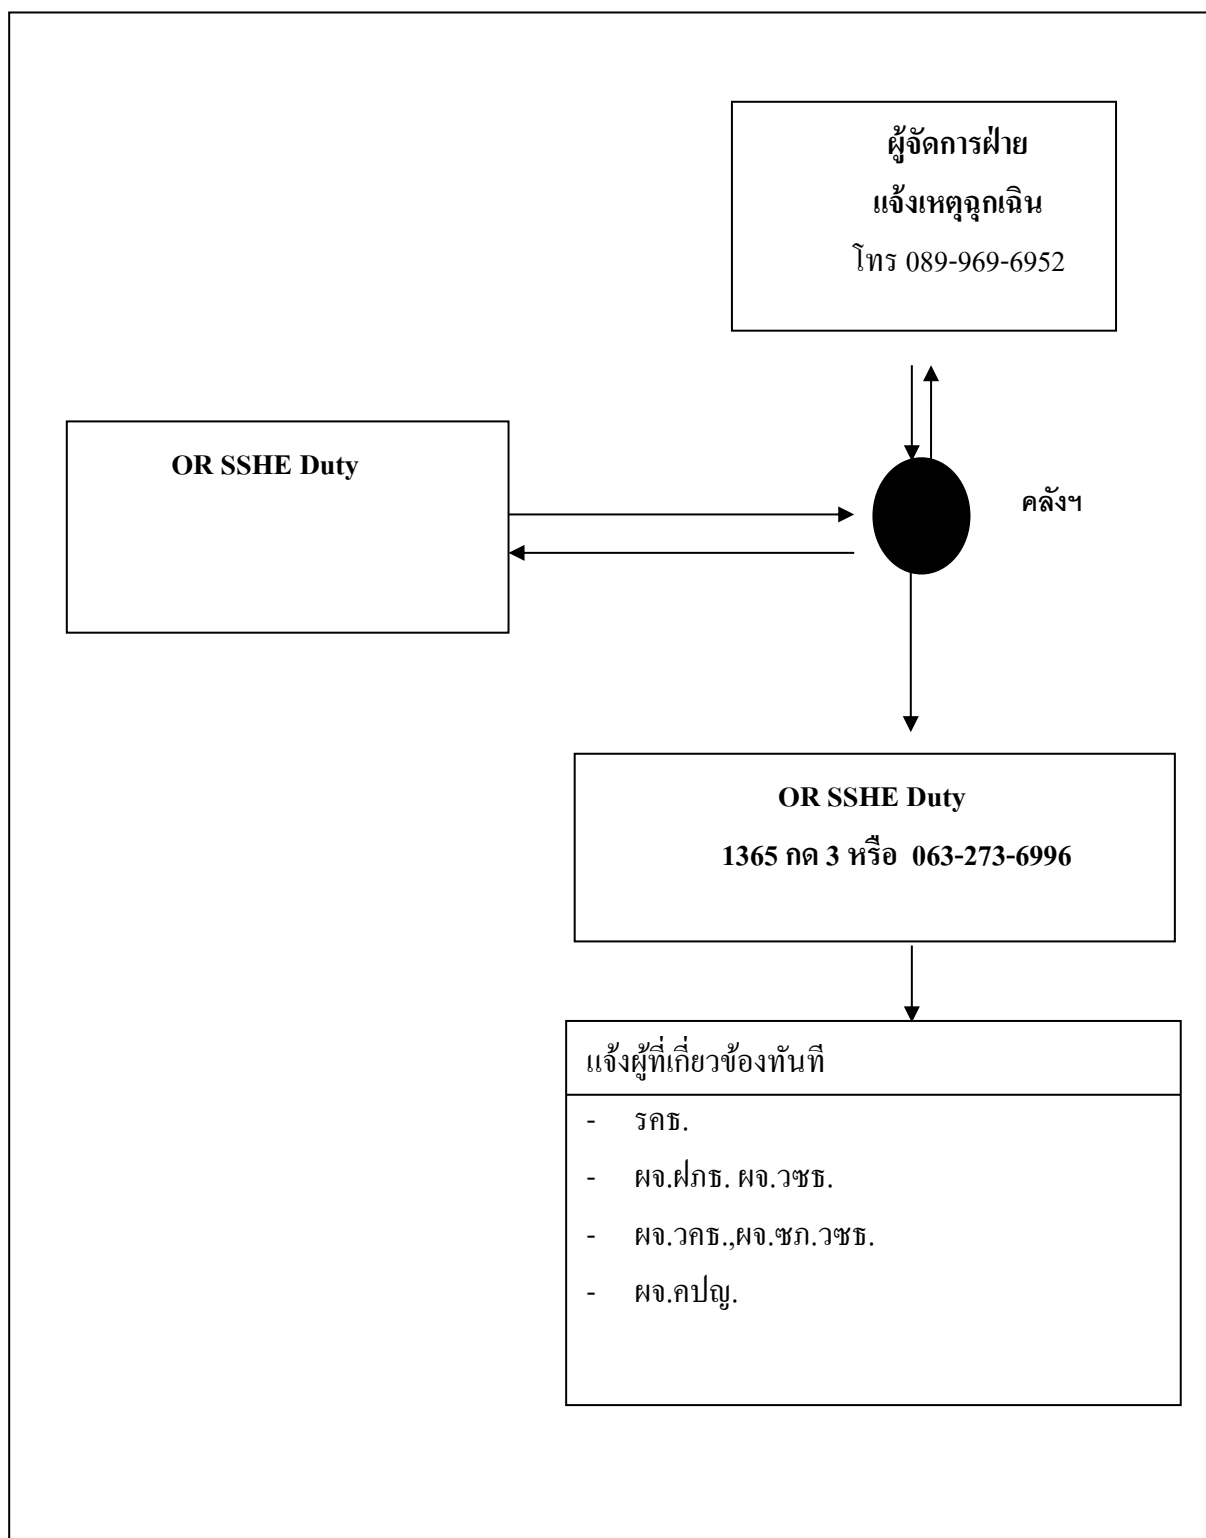 ผู้จัดการฝ่าย
แจ้งเหตุฉุกเฉิน
โทร 089-969-6952
OR SSHE Duty
คลังฯ
OR SSHE Duty
1365 กด 3 หรือ 063-273-6996
แจ้งผู้ที่เกี่ยวข้องทันที
- รคธ.
- ผจ.ฝภธ. ผจ.วซธ.
- ผจ.วคธ.,ผจ.ซภ.วซธ.
- ผจ.คปญ.